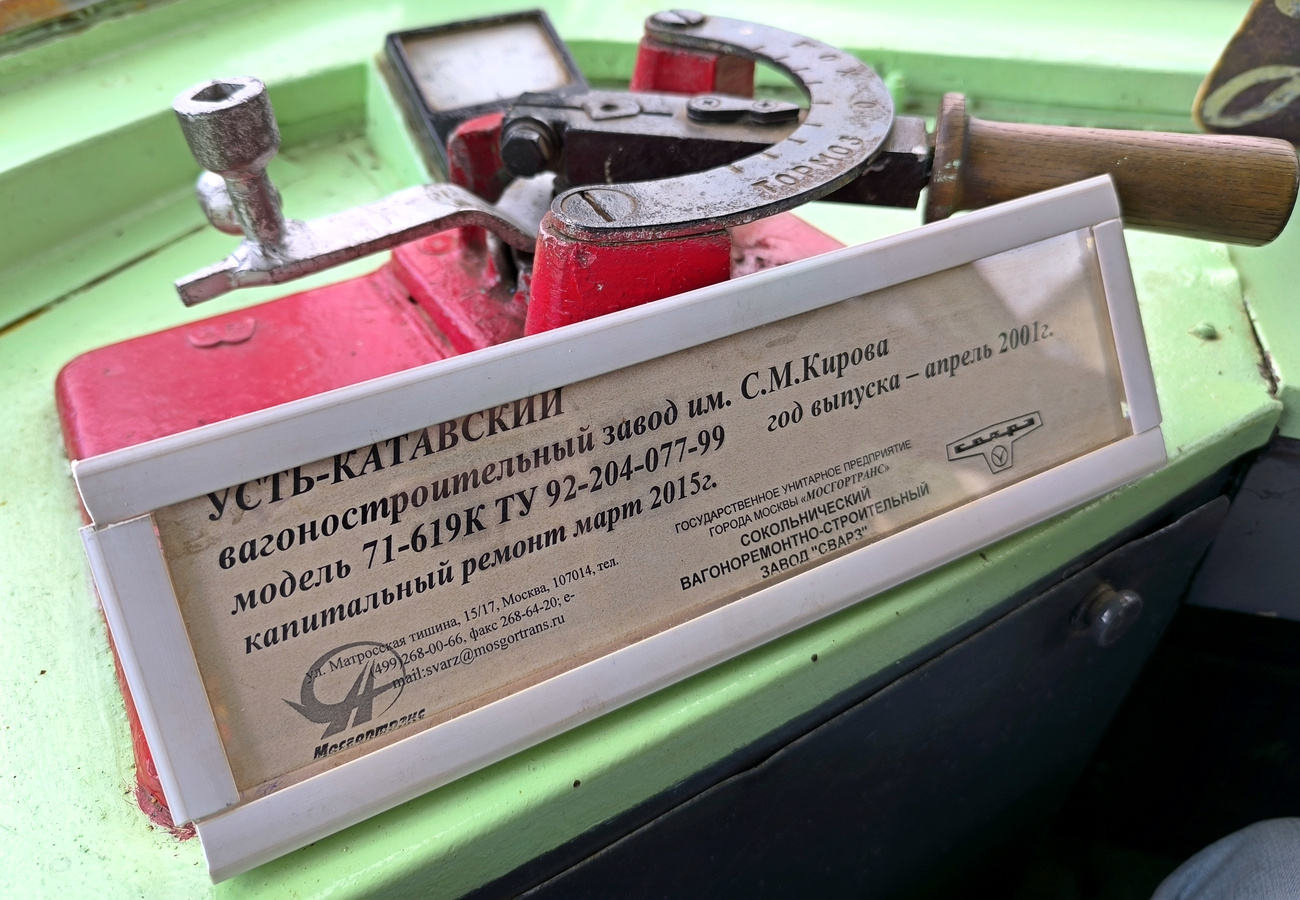 ТОРМОЗ
УСТЬ-КАТАВСКИЙ
вагоностроительный завод им. С.М.Кирова
модель 71-619К ТУ 92-204-077-99 год выпуска – апрель 2001г.
капитальный ремонт март 2015г.
ГОСУДАРСТВЕННОЕ УНИТАРНОЕ ПРЕДПРИЯТИЕ
ГОРОДА МОСКВЫ «МОСГОРТРАНС»
СОКОЛЬНИЧЕСКИЙ
ВАГОНОРЕМОНТНО-СТРОИТЕЛЬНЫЙ
ЗАВОД "СВАРЗ"
сварз
ул. Матросская тишина, 15/17, Москва, 107014, тел.
(499)268-00-66, факс 268-64-20; е-
mail:svarz@mosgortrans.ru
Мосгортранс